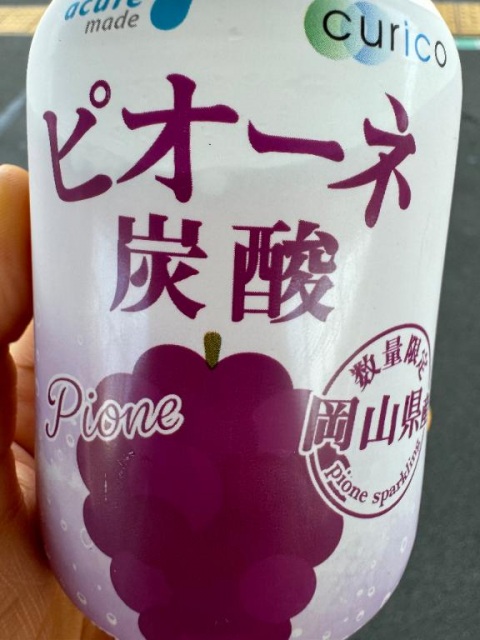 acure
made
curico
ピオーネ
炭酸
Pione
数量限定
岡山県産
pione sparkling